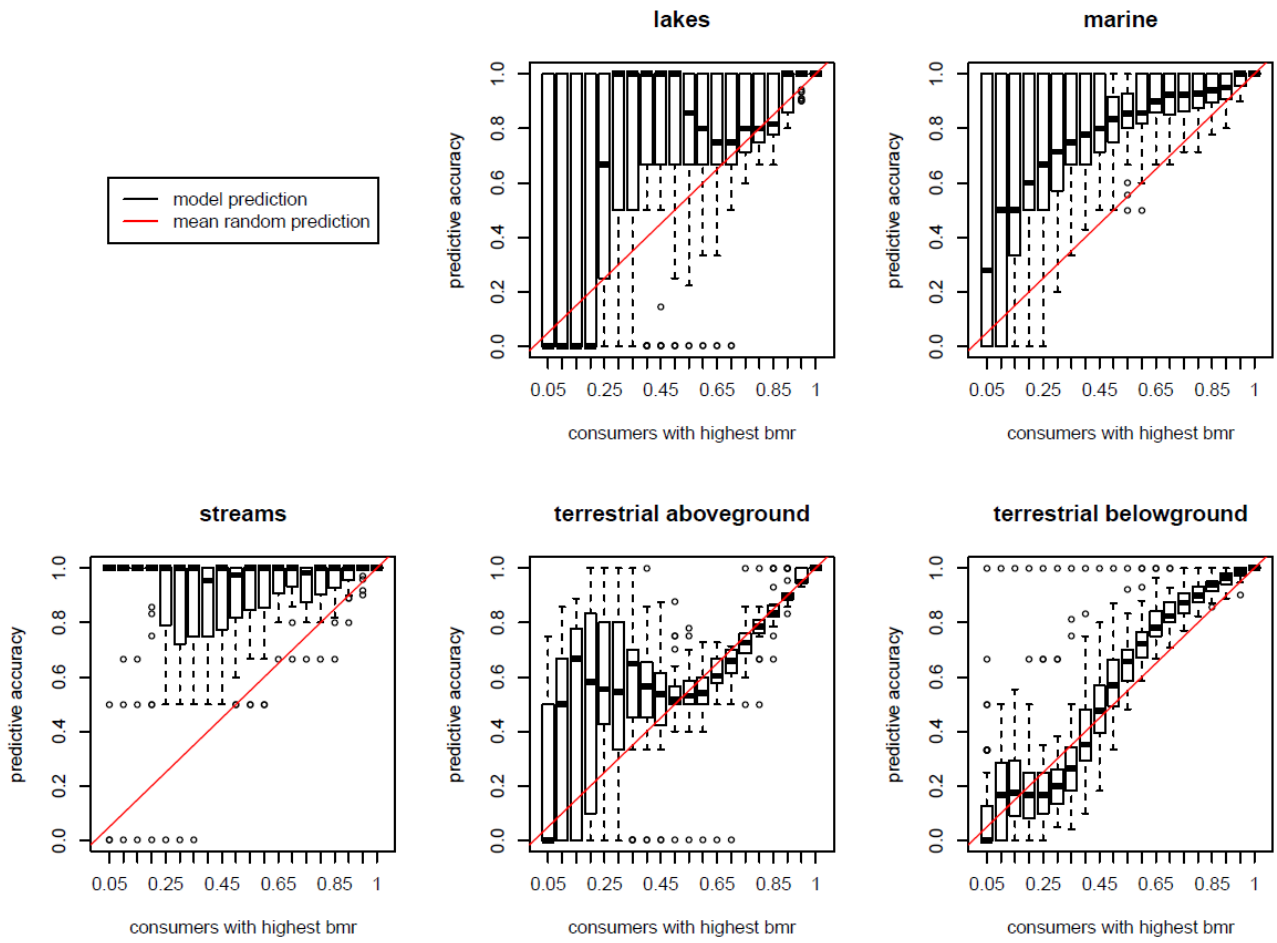 lakes
marine
model prediction
mean random prediction
predictive accuracy
0.0 0.2 0.4 0.6 0.8 1.0
0.05 0.25 0.45 0.65 0.85 1
consumers with highest bmr
predictive accuracy
0.0 0.2 0.4 0.6 0.8 1.0
0.05 0.25 0.45 0.65 0.85 1
consumers with highest bmr
streams
terrestrial aboveground
terrestrial belowground
predictive accuracy
0.0 0.2 0.4 0.6 0.8 1.0
0.05 0.25 0.45 0.65 0.85 1
consumers with highest bmr
predictive accuracy
0.0 0.2 0.4 0.6 0.8 1.0
0.05 0.25 0.45 0.65 0.85 1
consumers with highest bmr
predictive accuracy
0.0 0.2 0.4 0.6 0.8 1.0
0.05 0.25 0.45 0.65 0.85 1
consumers with highest bmr